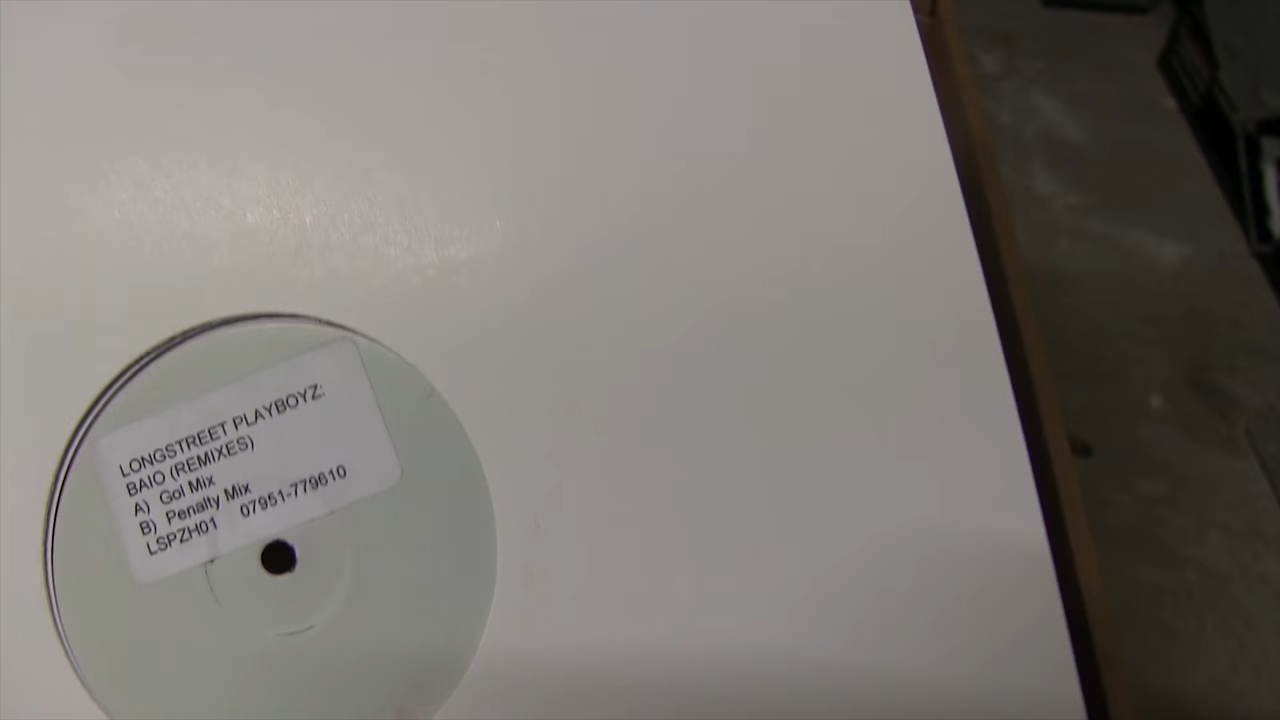 LONGSTREET PLAYBOYZ:
BAIO (REMIXES)
A) Gol Mix
B) Penalty Mix
LSPZH01 07951-779610